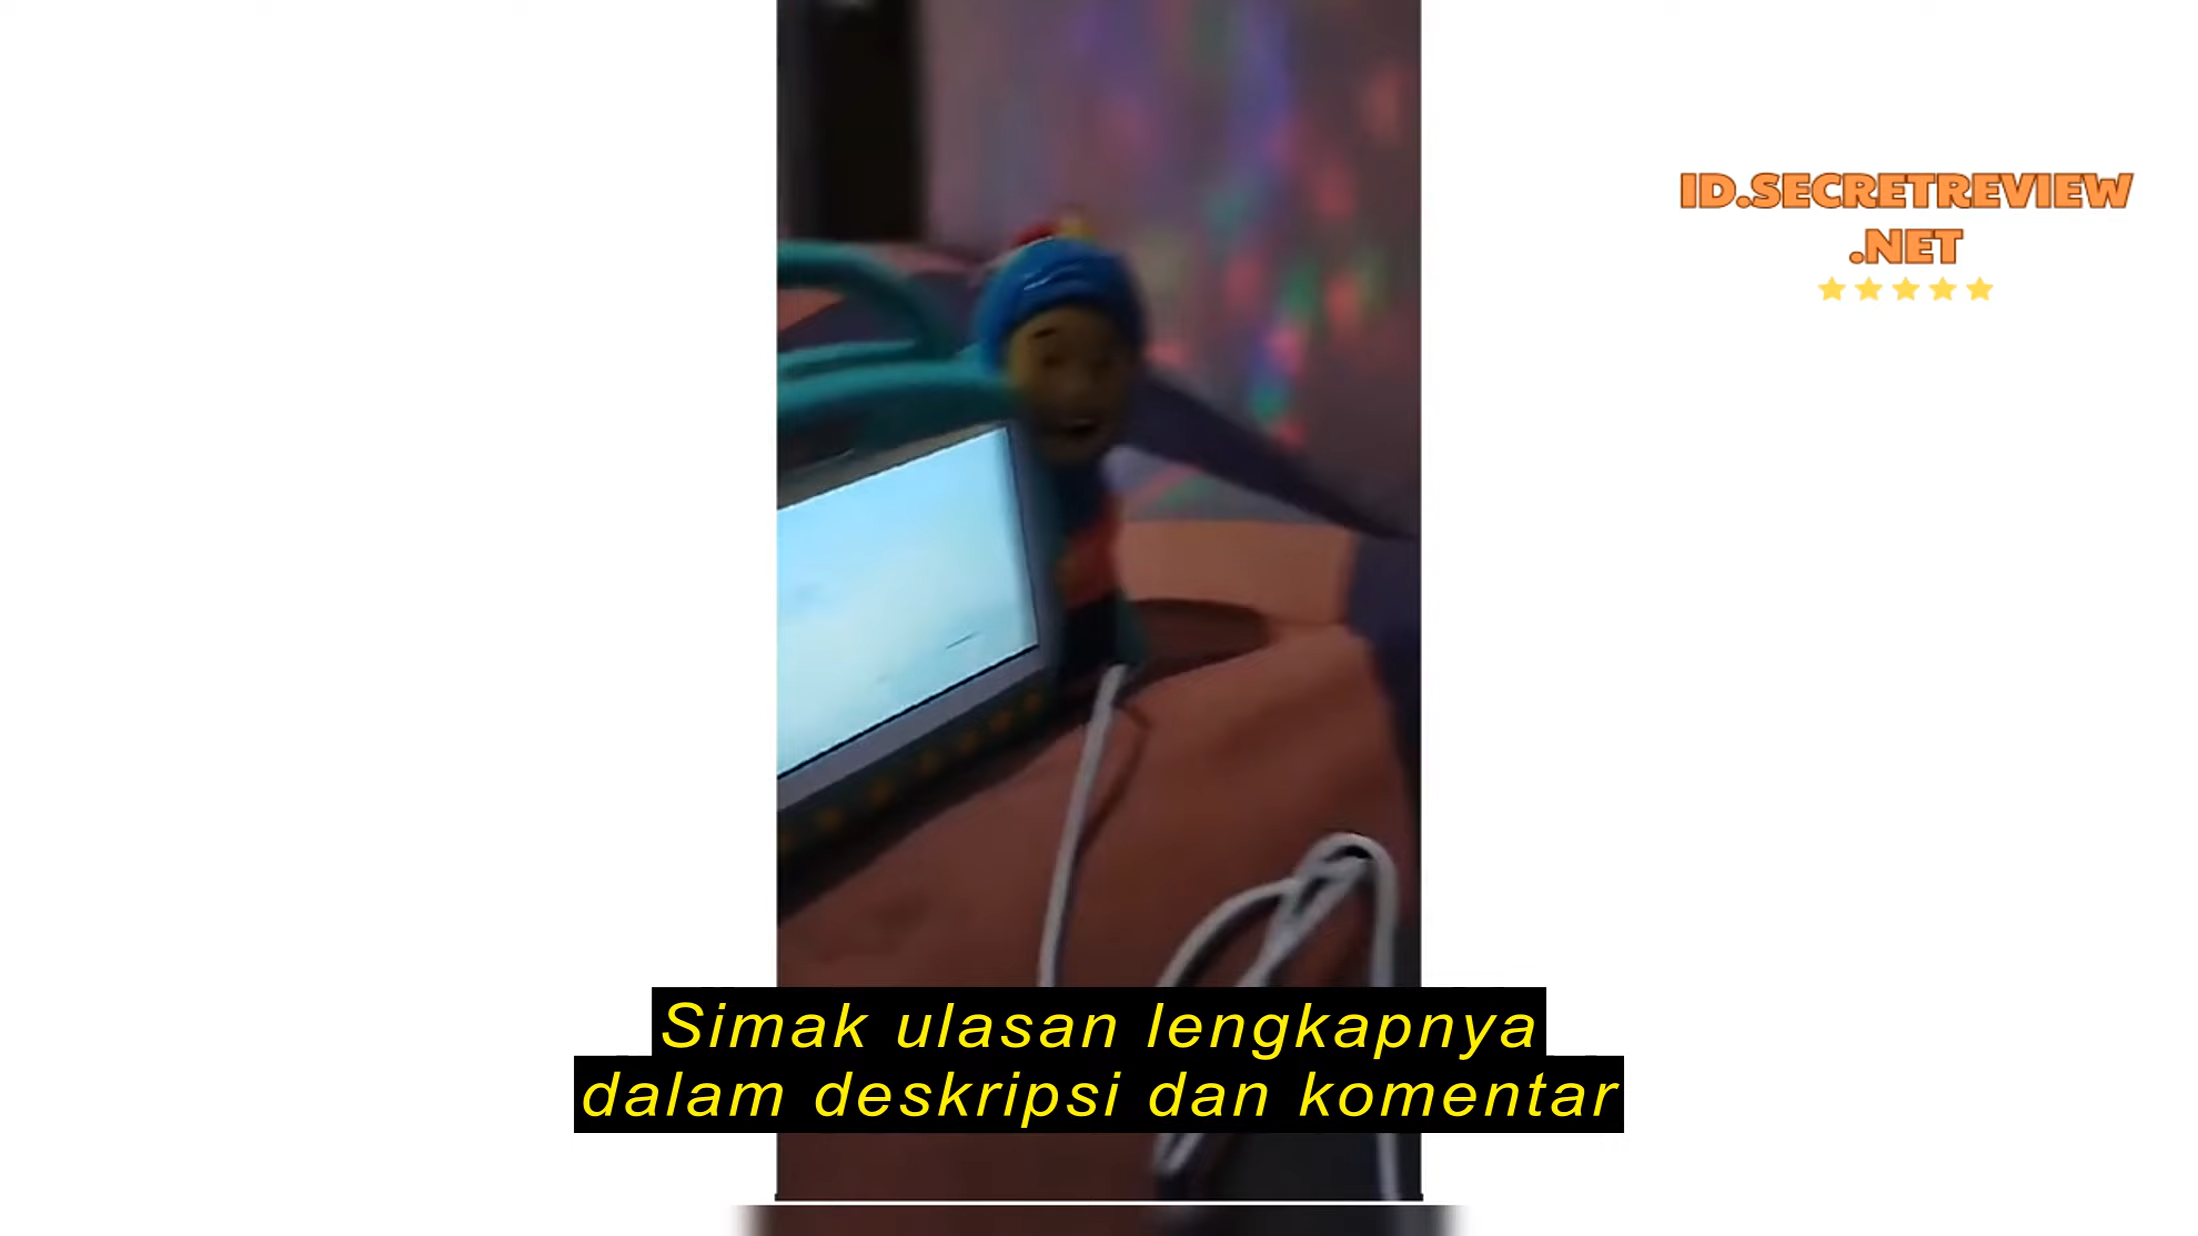 ID.SECRETREVIEW
.NET
Simak ulasan lengkapnya
dalam deskripsi dan komentar